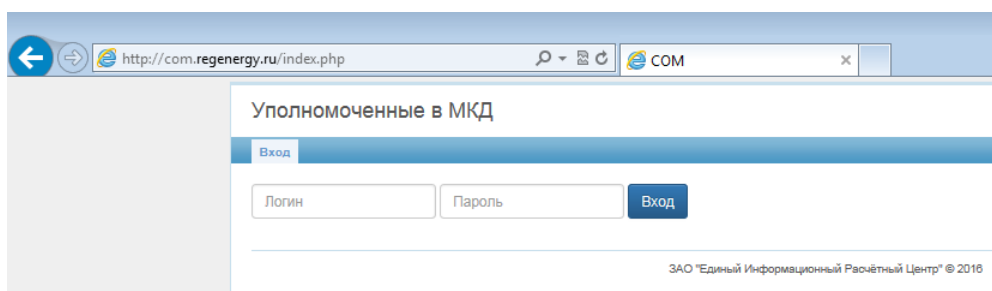 http://com.regenergy.ru/index.php
COM
Уполномоченные в МКД
Вход
Логин Пароль Вход
ЗАО "Единый Информационный Расчётный Центр" © 2016